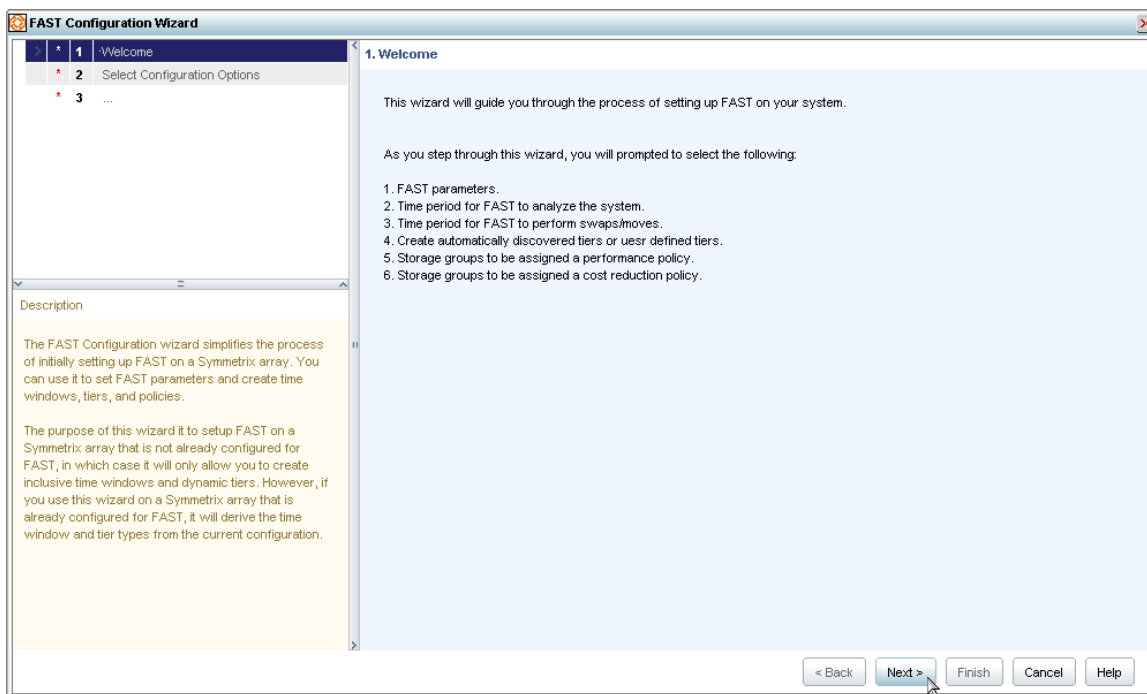 FAST Configuration Wizard
* 1 Welcome
* 2 Select Configuration Options
* 3 ...
Description
The FAST Configuration wizard simplifies the process
of initially setting up FAST on a Symmetrix array. You
can use it to set FAST parameters and create time
windows, tiers, and policies.
The purpose of this wizard it to setup FAST on a
Symmetrix array that is not already configured for
FAST, in which case it will only allow you to create
inclusive time windows and dynamic tiers. However, if
you use this wizard on a Symmetrix array that is
already configured for FAST, it will derive the time
window and tier types from the current configuration.
1. Welcome
This wizard will guide you through the process of setting up FAST on your system.
As you step through this wizard, you will prompted to select the following:
1. FAST parameters.
2. Time period for FAST to analyze the system.
3. Time period for FAST to perform swaps/moves.
4. Create automatically discovered tiers or uesr defined tiers.
5. Storage groups to be assigned a performance policy.
6. Storage groups to be assigned a cost reduction policy.
< Back Next > Finish Cancel Help